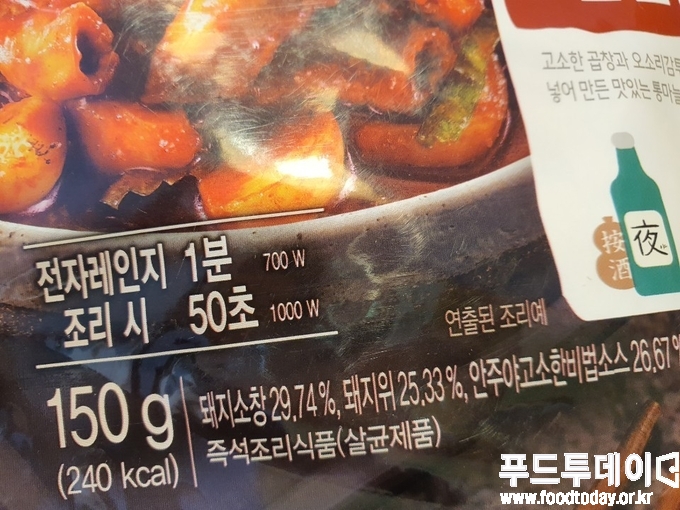 고소한 곱창과 오소리감투
넣어 만든 맛있는 통마늘
夜
按
酒
전자레인지 1분 700 W
조리 시 50초 1000 W
연출된 조리예
150 g
(240 kcal)
돼지소창 29.74%, 돼지위 25.33%, 안주야고소한비법소스 26.67%
즉석조리식품(살균제품)
푸드투데이
www.foodtoday.or.kr